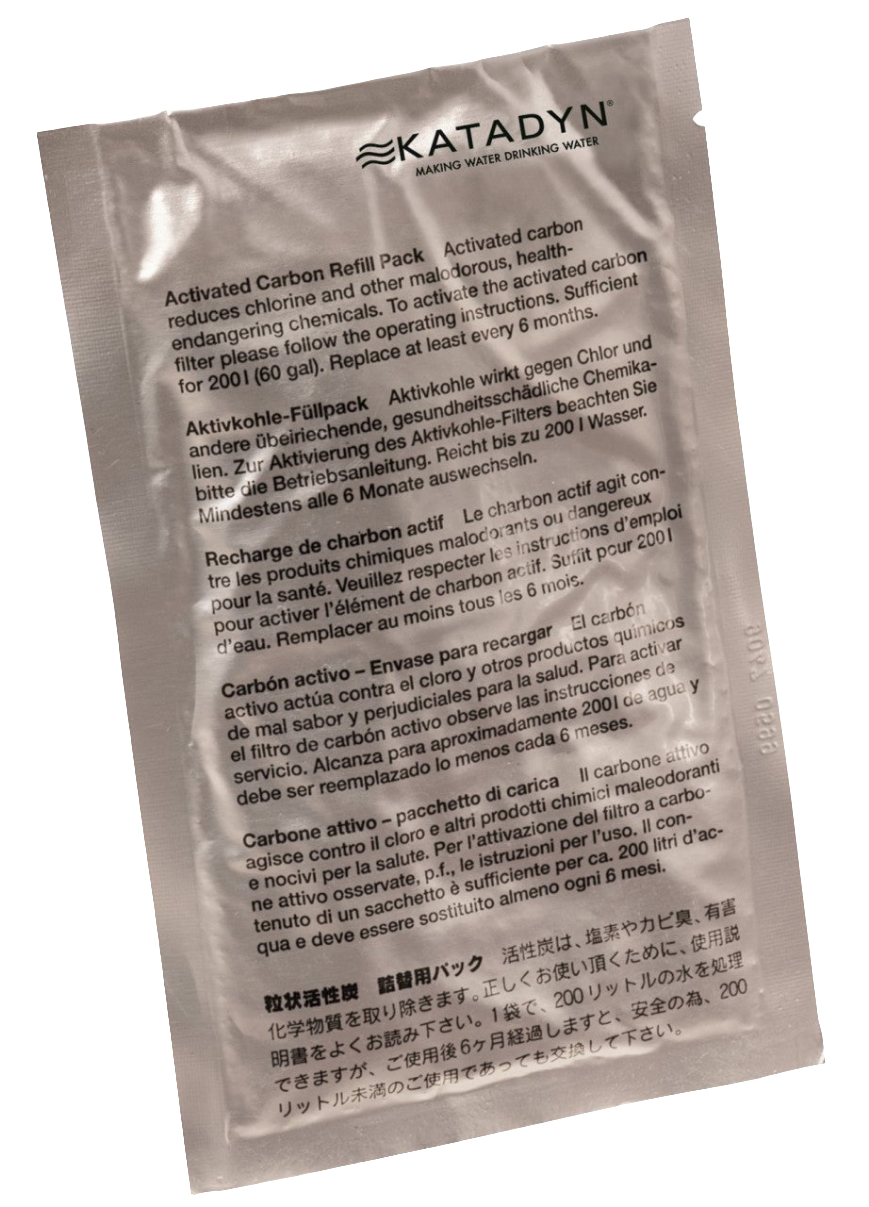 KATADYN®
MAKING WATER DRINKING WATER
Activated Carbon Refill Pack Activated carbon
reduces chlorine and other malodorous, health-
endangering chemicals. To activate the activated carbon
filter please follow the operating instructions. Sufficient
for 200 l (60 gal). Replace at least every 6 months.
Aktivkohle-Füllpack Aktivkohle wirkt gegen Chlor und
andere übeiriechende, gesundheitsschädliche Chemika-
lien. Zur Aktivierung des Aktivkohle-Filters beachten Sie
bitte die Betriebsanleitung. Reicht bis zu 200 l Wasser.
Mindestens alle 6 Monate auswechseln.
Recharge de charbon actif Le charbon actif agit con-
tre les produits chimiques malodorants ou dangereux
pour la santé. Veuillez respecter les instructions d'emploi
pour activer l'élément de charbon actif. Suffit pour 200 l
d'eau. Remplacer au moins tous les 6 mois.
Carbón activo – Envase para recargar El carbón
activo actúa contra el cloro y otros productos químicos
de mal sabor y perjudiciales para la salud. Para activar
el filtro de carbón activo observe las instrucciones de
servicio. Alcanza para aproximadamente 200 l de agua y
debe ser reemplazado lo menos cada 6 meses.
Carbone attivo – pacchetto di carica Il carbone attivo
agisce contro il cloro e altri prodotti chimici maleodoranti
e nocivi per la salute. Per l'attivazione del filtro a carbo-
ne attivo osservate, p.f., le istruzioni per l'uso. Il con-
tenuto di un sacchetto è sufficiente per ca. 200 litri d'ac-
qua e deve essere sostituito almeno ogni 6 mesi.
粒状活性炭 詰替用パック 活性炭は、塩素やカビ臭、有害
化学物質を取り除きます。正しくお使い頂くために、使用説
明書をよくお読み下さい。1袋で、200リットルの水を処理
できますが、ご使用後6ヶ月経過しますと、安全の為、200
リットル未満のご使用であっても交換して下さい。